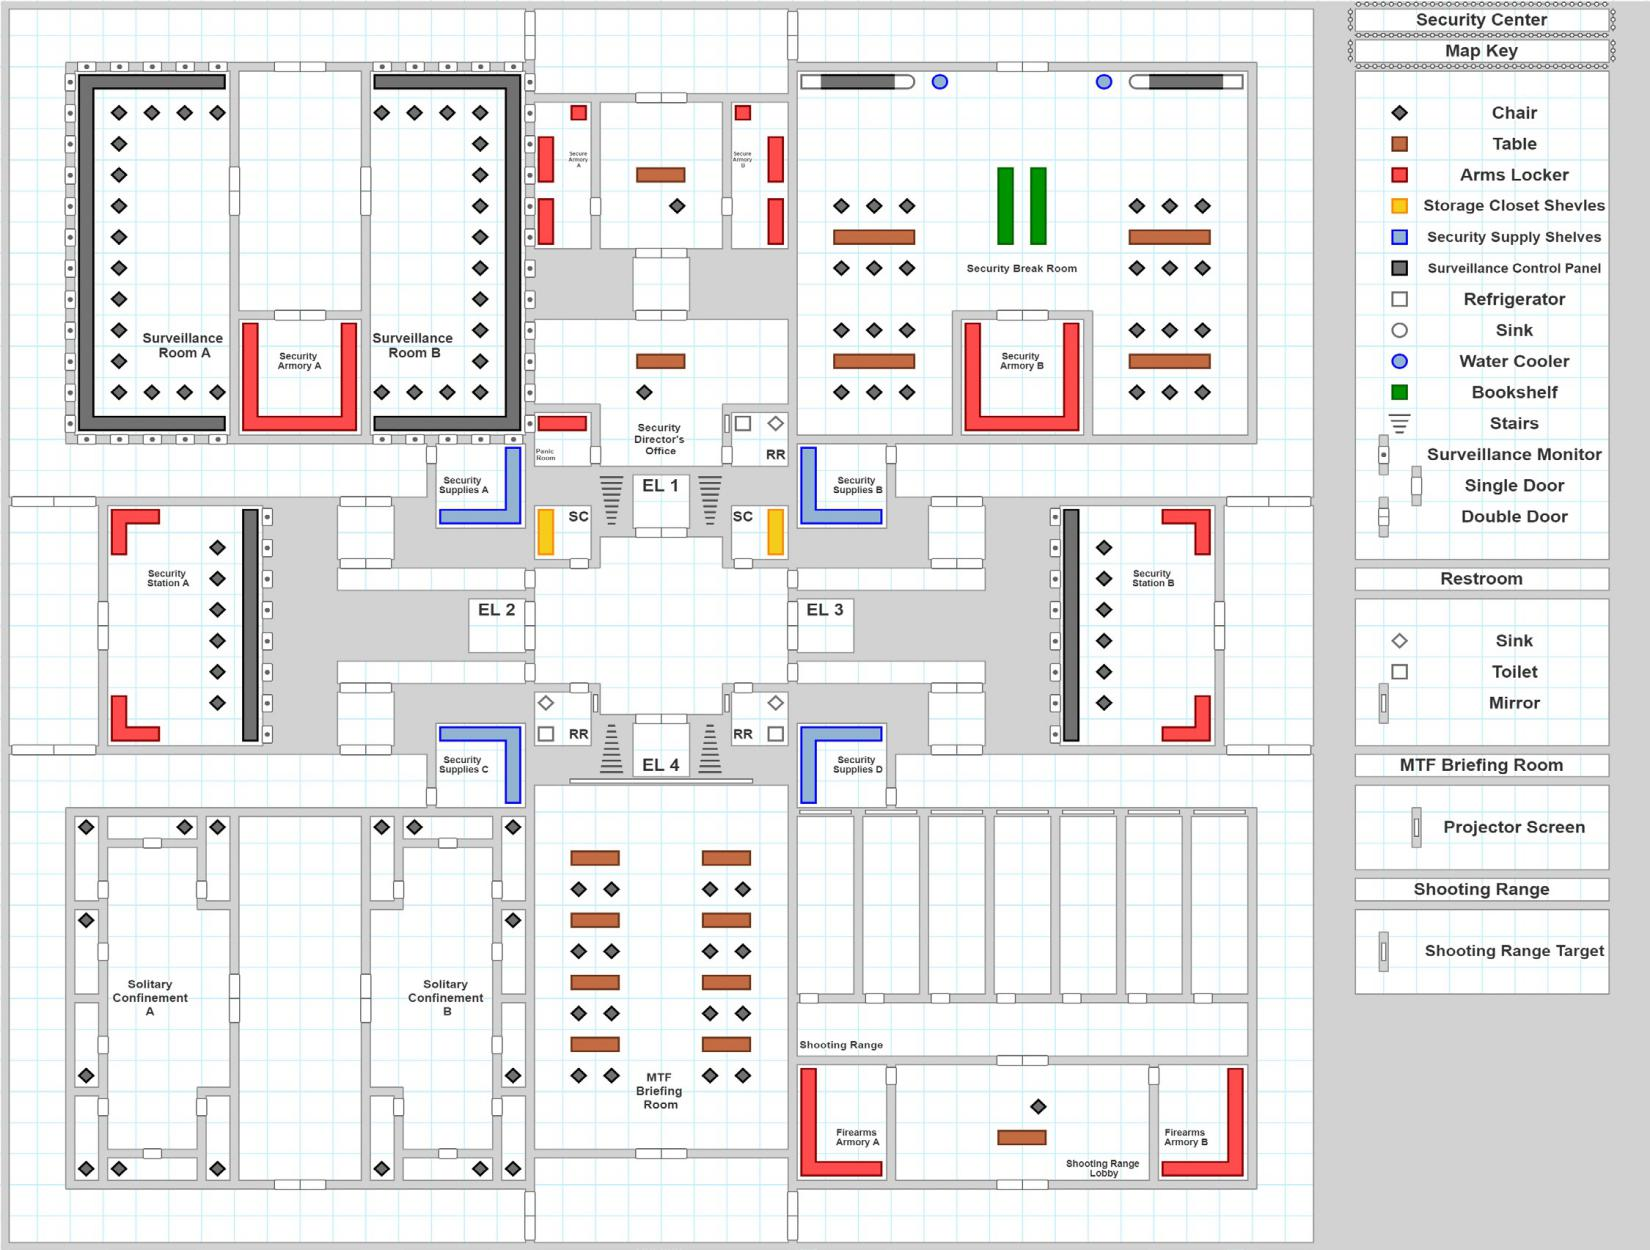 Security Center
Map Key
Chair
Table
Arms Locker
Storage Closet Shevles
Security Supply Shelves
Surveillance Control Panel
Refrigerator
Sink
Water Cooler
Bookshelf
Stairs
Surveillance Monitor
Single Door
Double Door
Restroom
Sink
Toilet
Mirror
MTF Briefing Room
Projector Screen
Shooting Range
Shooting Range Target
Surveillance
Room A
Security
Armory A
Surveillance
Room B
Secure
Armory
A
Secure
Armory
Security Break Room
Security
Armory B
Security
Director's
Office
Panic
Room
RR
Security
Supplies A
EL 1
Security
Supplies B
SC
SC
Security
Station A
Security
Station B
EL 2
EL 3
RR
RR
Security
Supplies C
EL 4
Security
Supplies D
Solitary
Confinement
A
Solitary
Confinement
B
MTF
Briefing
Room
Shooting Range
Firearms
Armory A
Shooting Range
Lobby
Firearms
Armory B